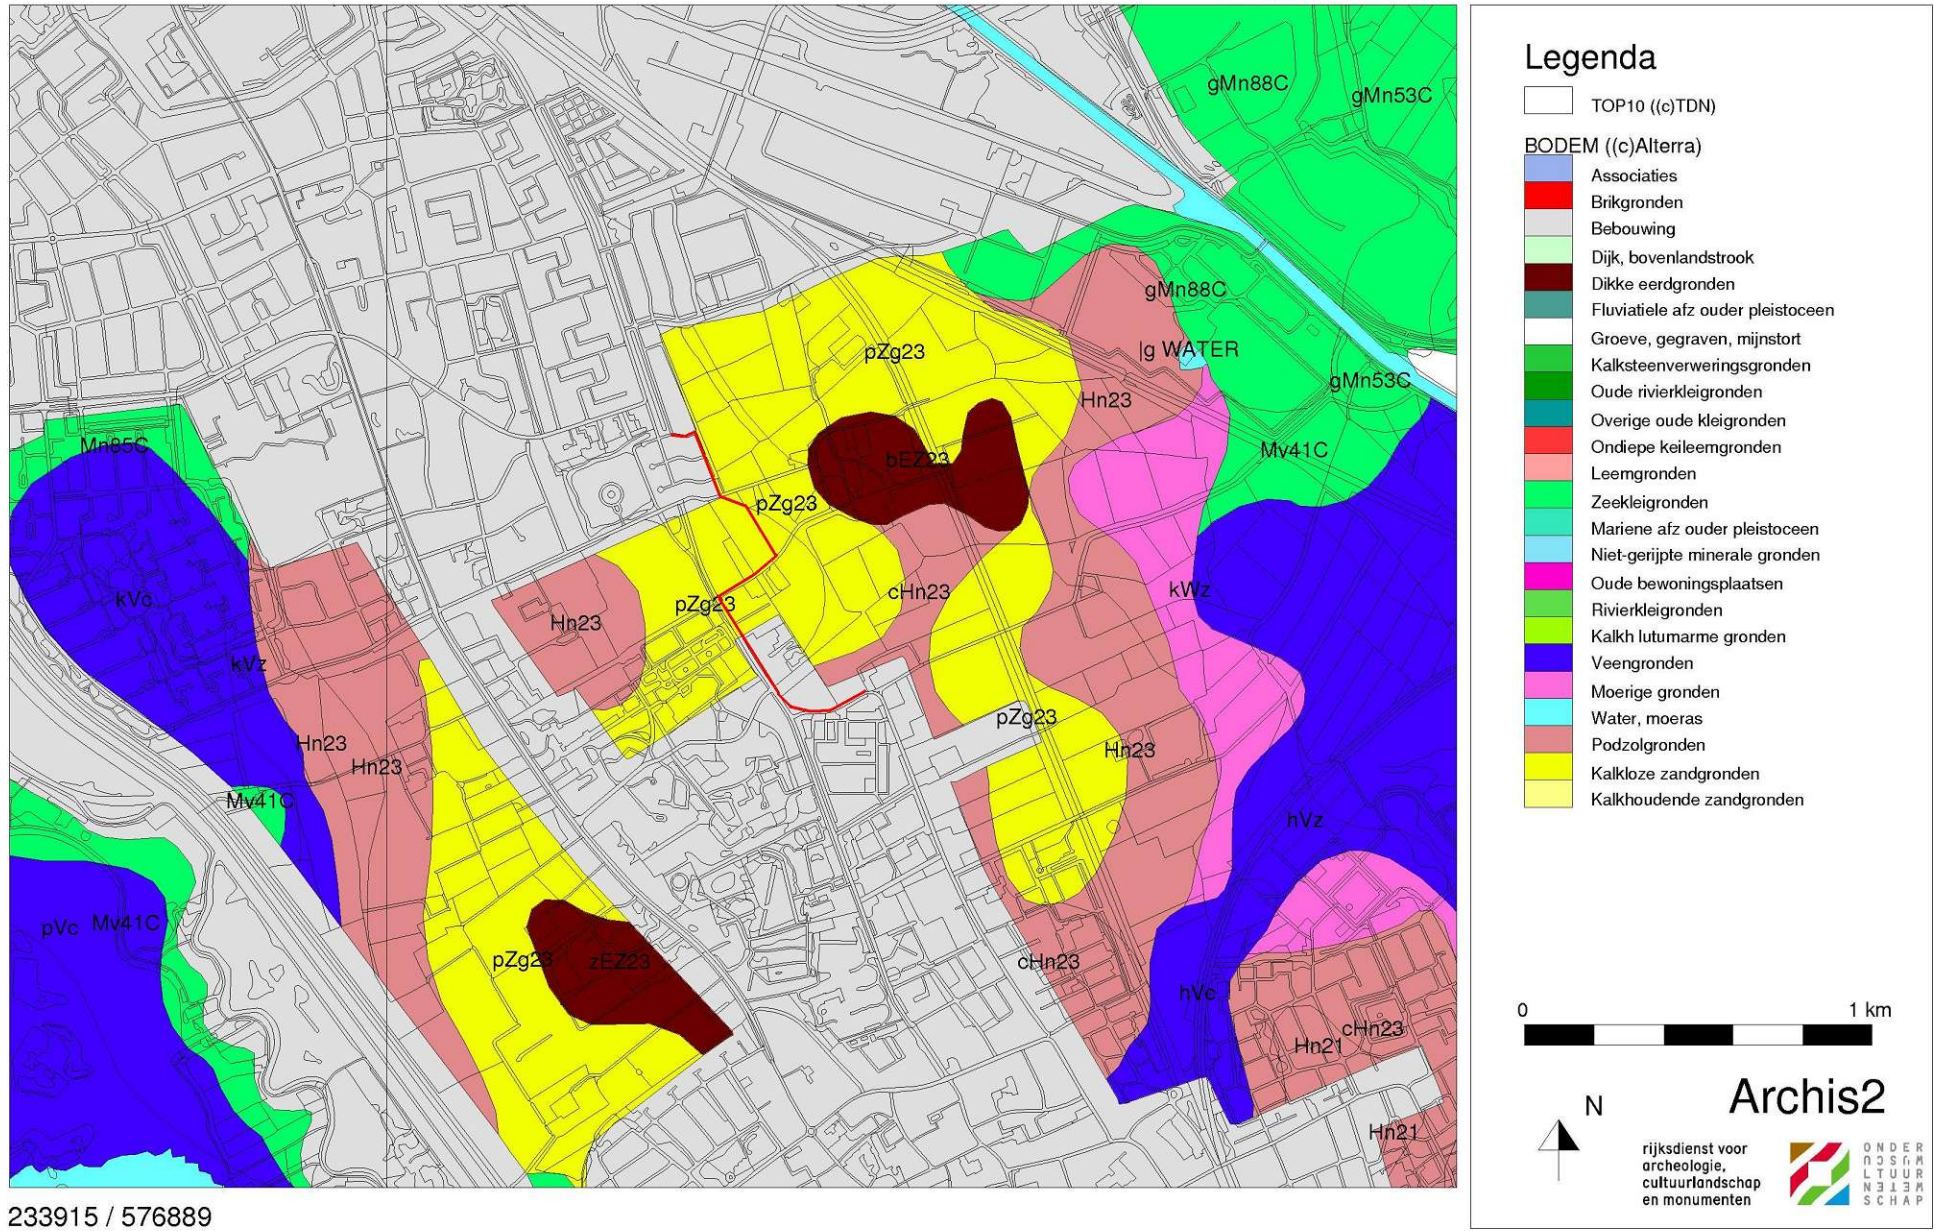 gMn88C
gMn53C
gMn88C
pZg23
|g WATER
gMn53C
Hn23
Mn85C
bEZ23
Mv41C
pZg23
kVc
cHn23
kWz
pZg23
Hn23
kVz
pZg23
Hn23
Hn23
Hn23
Mv41C
hVz
pVc
Mv41C
pZg23
zEZ23
cHn23
hVc
cHn23
Hn21
Hn21
233915 / 576889
Legenda
TOP10 ((c)TDN)
BODEM ((c)Alterra)
Associaties
Brikgronden
Bebouwing
Dijk, bovenlandstrook
Dikke eerdgronden
Fluviatiele afz ouder pleistoceen
Groeve, gegraven, mijnstort
Kalksteenverweringsgronden
Oude rivierkleigronden
Overige oude kleigronden
Ondiepe keileemgronden
Leemgronden
Zeekleigronden
Mariene afz ouder pleistoceen
Niet-gerijpte minerale gronden
Oude bewoningsplaatsen
Rivierkleigronden
Kalkh lutumarme gronden
Veengronden
Moerige gronden
Water, moeras
Podzolgronden
Kalkloze zandgronden
Kalkhoudende zandgronden
0 1 km
N
Archis2
rijksdienst voor
archeologie,
cultuurlandschap
en monumenten
ONDER
LTUUR
SCHAP